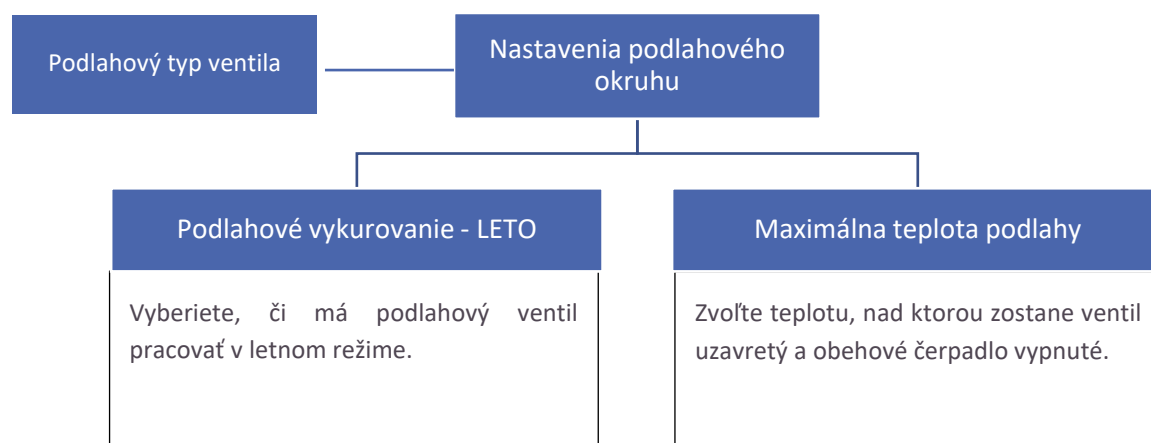 Podlahový typ ventila
Nastavenia podlahového
okruhu
Podlahové vykurovanie - LETO
Vyberiete, či má podlahový ventil
pracovať v letnom režime.
Maximálna teplota podlahy
Zvoľte teplotu, nad ktorou zostane ventil
uzavretý a obehové čerpadlo vypnuté.